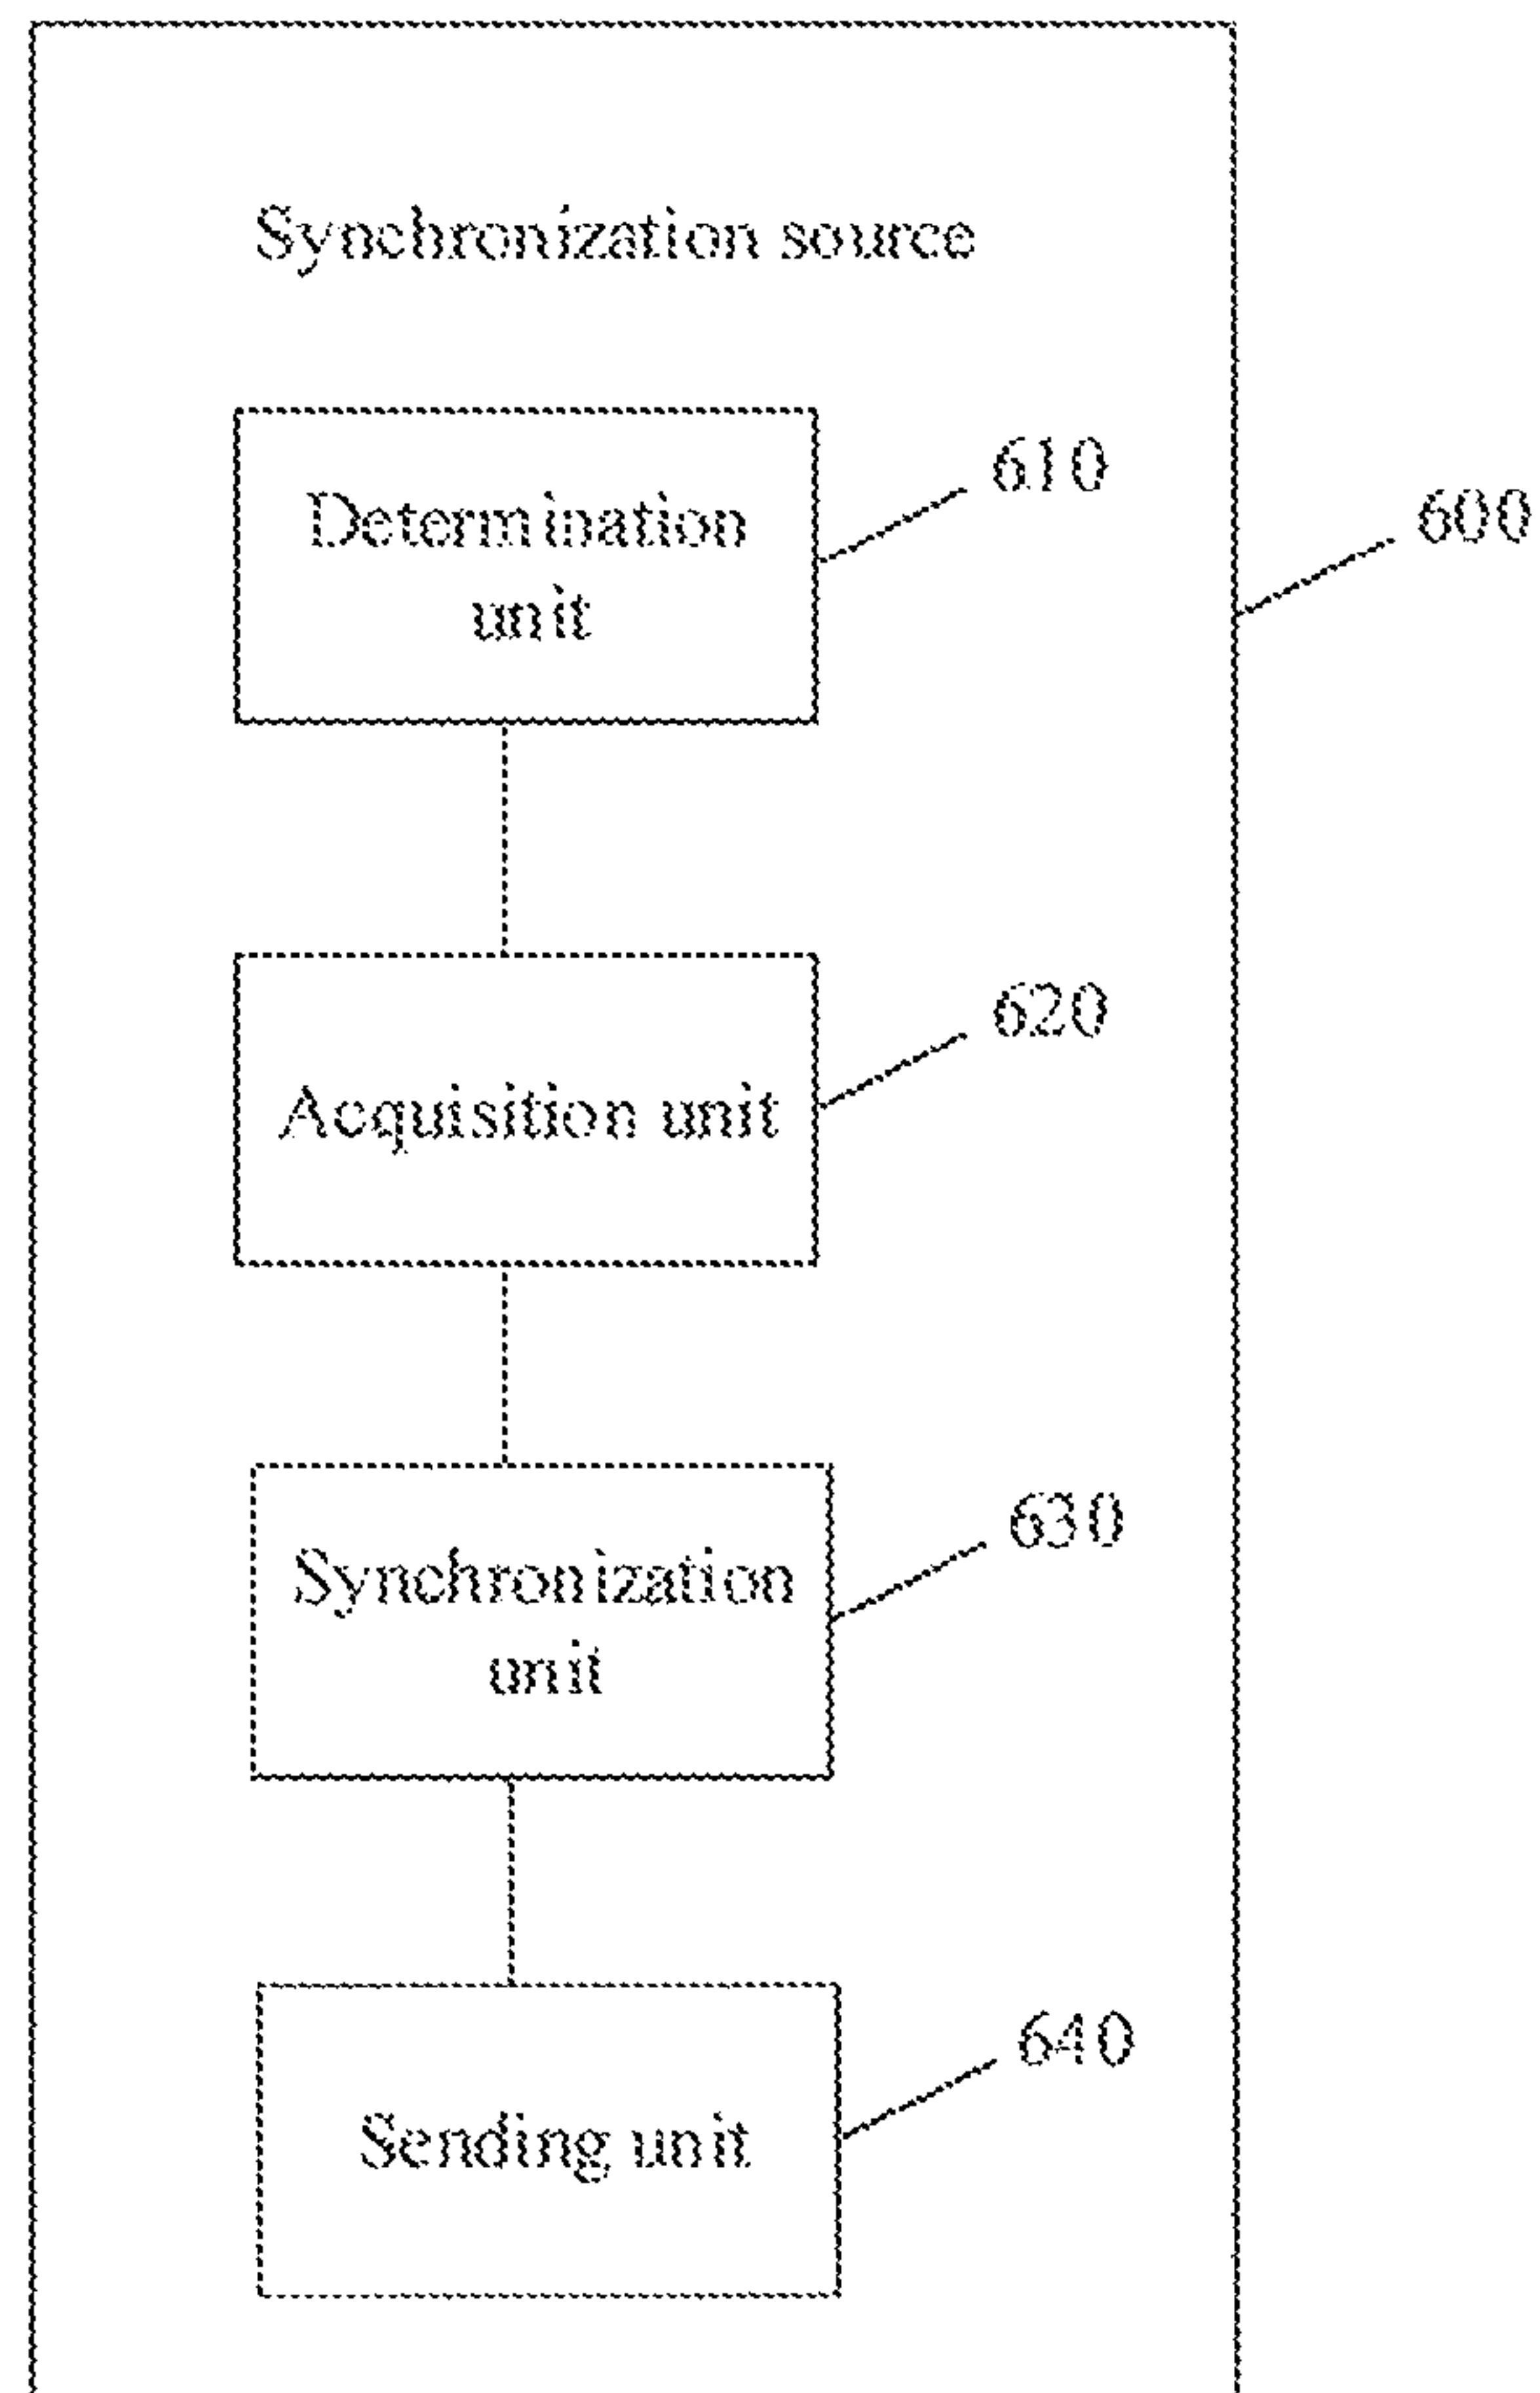 Synchronization source
610
600
Determination
unit
620
Acquisition unit
630
Synchronization
unit
640
Sending unit